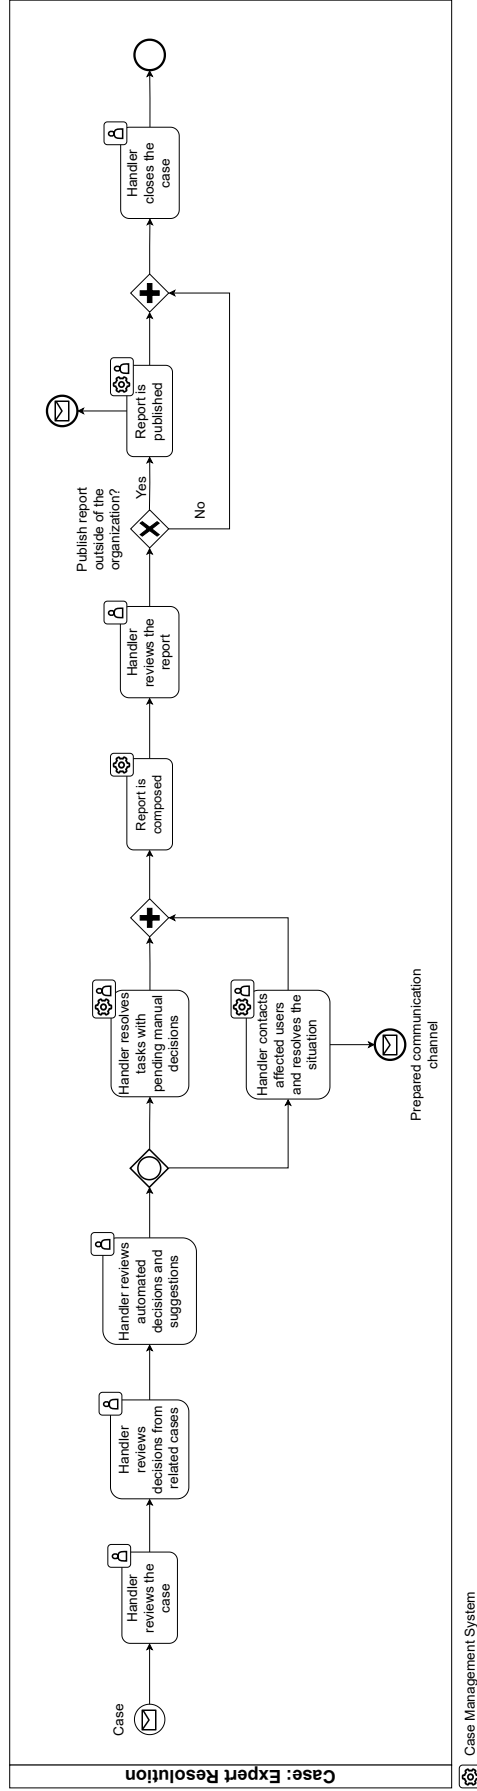 Case: Expert Resolution
Case
Handler
reviews the
case
Handler
reviews
decisions from
related cases
Handler reviews
automated
decisions and
suggestions
Handler resolves
tasks with
pending manual
decisions
Handler contacts
affected users
and resolves the
situation
Prepared communication
channel
Report is
composed
Handler
reviews the
report
Publish report
outside of the
organization?
Yes
No
Report is
published
Handler
closes the
case
Case Management System